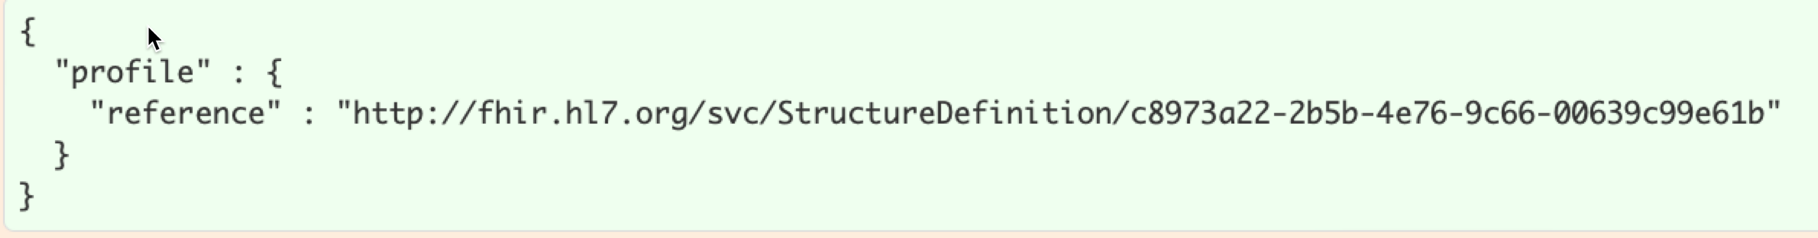 {
  "profile" : {
    "reference" : "http://fhir.hl7.org/svc/StructureDefinition/c8973a22-2b5b-4e76-9c66-00639c99e61b"
  }
}